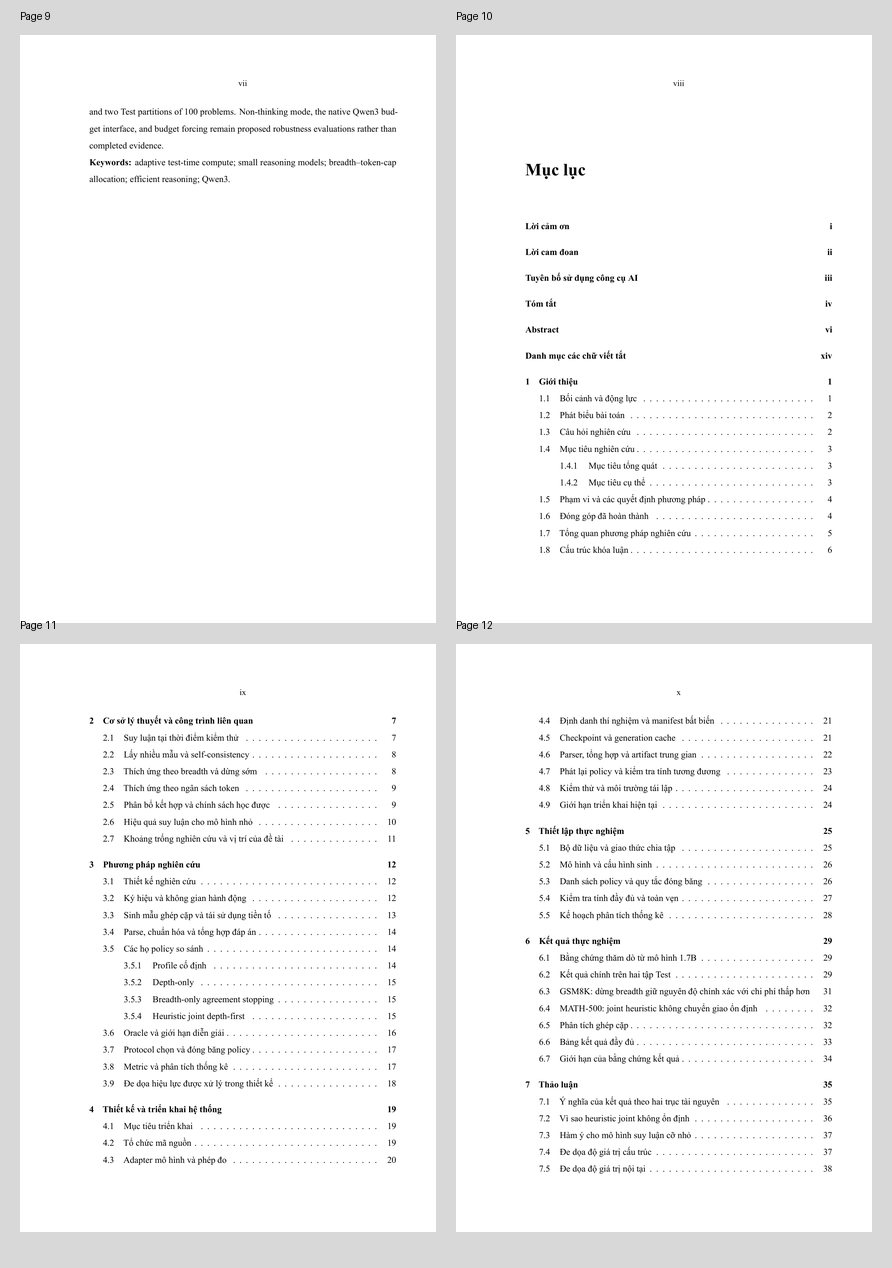 Page 9
vii
and two Test partitions of 100 problems. Non-thinking mode, the native Qwen3 bud-
get interface, and budget forcing remain proposed robustness evaluations rather than
completed evidence.
Keywords: adaptive test-time compute; small reasoning models; breadth–token-cap
allocation; efficient reasoning; Qwen3.
Page 10
viii
Mục lục
Lời cảm ơn i
Lời cam đoan ii
Tuyên bố sử dụng công cụ AI iii
Tóm tắt iv
Abstract vi
Danh mục các chữ viết tắt xiv
1 Giới thiệu 1
1.1 Bối cảnh và động lực . . . . . . . . . . . . . . . . . . . . . . . . . . 1
1.2 Phát biểu bài toán . . . . . . . . . . . . . . . . . . . . . . . . . . . . 2
1.3 Câu hỏi nghiên cứu . . . . . . . . . . . . . . . . . . . . . . . . . . . 2
1.4 Mục tiêu nghiên cứu . . . . . . . . . . . . . . . . . . . . . . . . . . . 3
1.4.1 Mục tiêu tổng quát . . . . . . . . . . . . . . . . . . . . . . . 3
1.4.2 Mục tiêu cụ thể . . . . . . . . . . . . . . . . . . . . . . . . . 3
1.5 Phạm vi và các quyết định phương pháp . . . . . . . . . . . . . . . . 4
1.6 Đóng góp đã hoàn thành . . . . . . . . . . . . . . . . . . . . . . . . 4
1.7 Tổng quan phương pháp nghiên cứu . . . . . . . . . . . . . . . . . . 5
1.8 Cấu trúc khóa luận . . . . . . . . . . . . . . . . . . . . . . . . . . . . 6
Page 11
ix
2 Cơ sở lý thuyết và công trình liên quan 7
2.1 Suy luận tại thời điểm kiểm thử . . . . . . . . . . . . . . . . . . . . 7
2.2 Lấy nhiều mẫu và self-consistency . . . . . . . . . . . . . . . . . . . 8
2.3 Thích ứng theo breadth và dừng sớm . . . . . . . . . . . . . . . . . . 8
2.4 Thích ứng theo ngân sách token . . . . . . . . . . . . . . . . . . . . . 9
2.5 Phân bổ kết hợp và chính sách học được . . . . . . . . . . . . . . . . 9
2.6 Hiệu quả suy luận cho mô hình nhỏ . . . . . . . . . . . . . . . . . . . 10
2.7 Khoảng trống nghiên cứu và vị trí của đề tài . . . . . . . . . . . . . . 11
3 Phương pháp nghiên cứu 12
3.1 Thiết kế nghiên cứu . . . . . . . . . . . . . . . . . . . . . . . . . . . 12
3.2 Ký hiệu và không gian hành động . . . . . . . . . . . . . . . . . . . 12
3.3 Sinh mẫu ghép cặp và tái sử dụng tiền tố . . . . . . . . . . . . . . . . 13
3.4 Parse, chuẩn hóa và tổng hợp đáp án . . . . . . . . . . . . . . . . . . 14
3.5 Các họ policy so sánh . . . . . . . . . . . . . . . . . . . . . . . . . . 14
3.5.1 Profile cố định . . . . . . . . . . . . . . . . . . . . . . . . . 14
3.5.2 Depth-only . . . . . . . . . . . . . . . . . . . . . . . . . . . 15
3.5.3 Breadth-only agreement stopping . . . . . . . . . . . . . . . 15
3.5.4 Heuristic joint depth-first . . . . . . . . . . . . . . . . . . . 15
3.6 Oracle và giới hạn diễn giải . . . . . . . . . . . . . . . . . . . . . . . 16
3.7 Protocol chọn và đóng băng policy . . . . . . . . . . . . . . . . . . . 17
3.8 Metric và phân tích thống kê . . . . . . . . . . . . . . . . . . . . . . 17
3.9 Đe dọa hiệu lực được xử lý trong thiết kế . . . . . . . . . . . . . . . . 18
4 Thiết kế và triển khai hệ thống 19
4.1 Mục tiêu triển khai . . . . . . . . . . . . . . . . . . . . . . . . . . . 19
4.2 Tổ chức mã nguồn . . . . . . . . . . . . . . . . . . . . . . . . . . . . 19
4.3 Adapter mô hình và phép đo . . . . . . . . . . . . . . . . . . . . . . 20
Page 12
x
4.4 Định danh thí nghiệm và manifest bất biến . . . . . . . . . . . . . . 21
4.5 Checkpoint và generation cache . . . . . . . . . . . . . . . . . . . . 21
4.6 Parser, tổng hợp và artifact trung gian . . . . . . . . . . . . . . . . . 22
4.7 Phát lại policy và kiểm tra tính tương đương . . . . . . . . . . . . . . 23
4.8 Kiểm thử và môi trường tái lập . . . . . . . . . . . . . . . . . . . . . 24
4.9 Giới hạn triển khai hiện tại . . . . . . . . . . . . . . . . . . . . . . . 24
5 Thiết lập thực nghiệm 25
5.1 Bộ dữ liệu và giao thức chia tập . . . . . . . . . . . . . . . . . . . . 25
5.2 Mô hình và cấu hình sinh . . . . . . . . . . . . . . . . . . . . . . . . 26
5.3 Danh sách policy và quy tắc đóng băng . . . . . . . . . . . . . . . . . 26
5.4 Kiểm tra tính đầy đủ và toàn vẹn . . . . . . . . . . . . . . . . . . . . 27
5.5 Kế hoạch phân tích thống kê . . . . . . . . . . . . . . . . . . . . . . 28
6 Kết quả thực nghiệm 29
6.1 Bằng chứng thăm dò từ mô hình 1.7B . . . . . . . . . . . . . . . . . 29
6.2 Kết quả chính trên hai tập Test . . . . . . . . . . . . . . . . . . . . . 29
6.3 GSM8K: dừng breadth giữ nguyên độ chính xác với chi phí thấp hơn 31
6.4 MATH-500: joint heuristic không chuyển giao ổn định . . . . . . . 32
6.5 Phân tích ghép cặp . . . . . . . . . . . . . . . . . . . . . . . . . . . . 32
6.6 Bảng kết quả đầy đủ . . . . . . . . . . . . . . . . . . . . . . . . . . . 33
6.7 Giới hạn của bằng chứng kết quả . . . . . . . . . . . . . . . . . . . . 34
7 Thảo luận 35
7.1 Ý nghĩa của kết quả theo hai trục tài nguyên . . . . . . . . . . . . . . 35
7.2 Vì sao heuristic joint không ổn định . . . . . . . . . . . . . . . . . . 36
7.3 Hàm ý cho mô hình suy luận cỡ nhỏ . . . . . . . . . . . . . . . . . . 37
7.4 Đe dọa độ giá trị cấu trúc . . . . . . . . . . . . . . . . . . . . . . . . 37
7.5 Đe dọa độ giá trị nội tại . . . . . . . . . . . . . . . . . . . . . . . . . 38